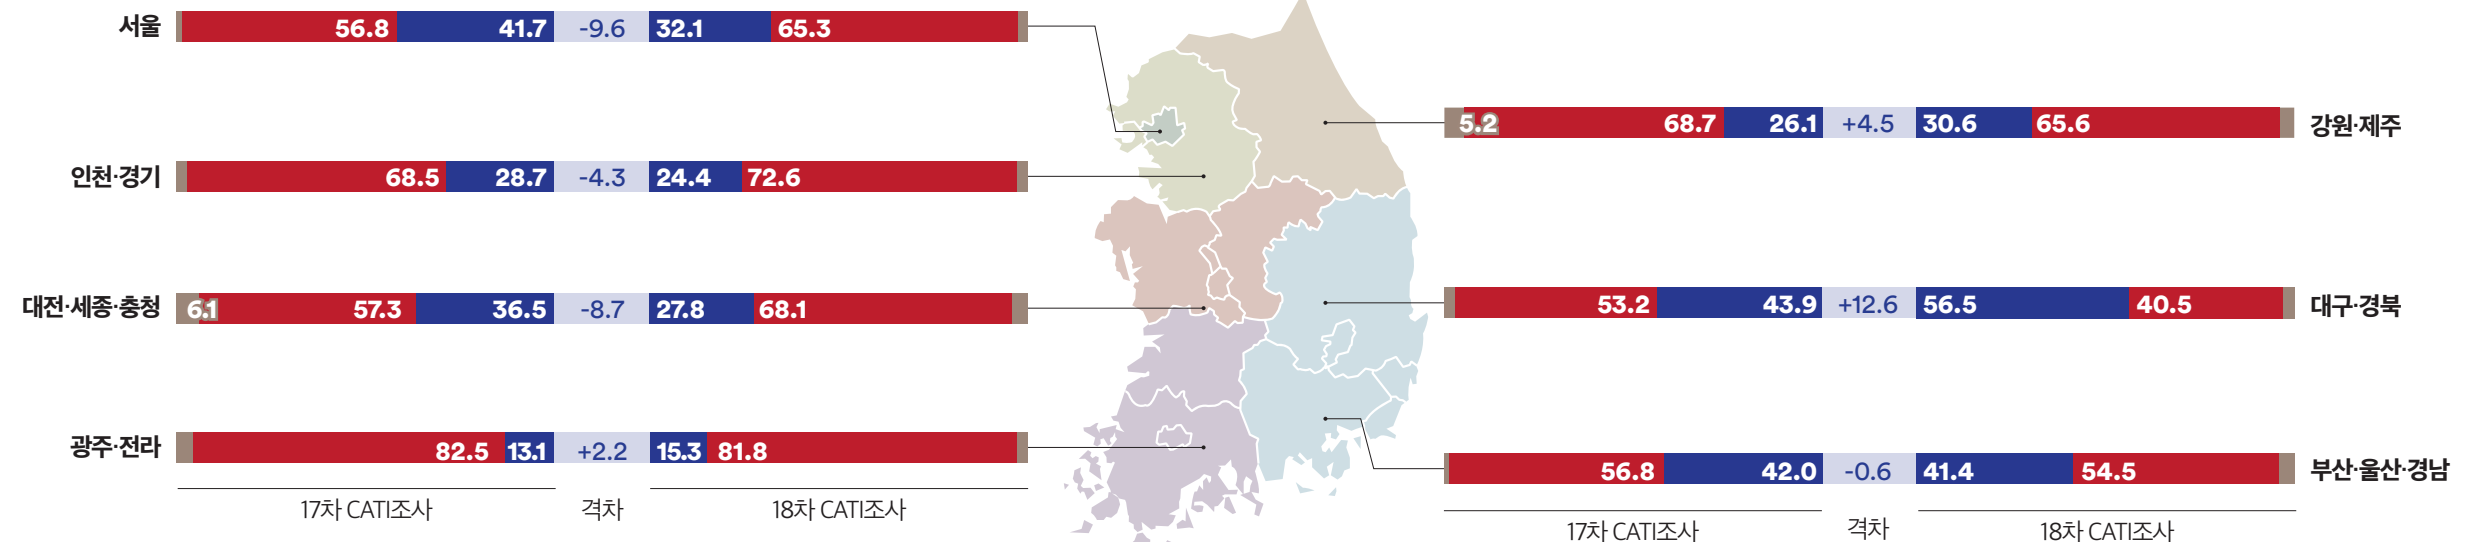 서울 56.8 41.7 -9.6 32.1 65.3
인천·경기 68.5 28.7 -4.3 24.4 72.6
대전·세종·충청 6.1 57.3 36.5 -8.7 27.8 68.1
광주·전라 82.5 13.1 +2.2 15.3 81.8
17차 CATI조사 격차 18차 CATI조사
5.2 68.7 26.1 +4.5 30.6 65.6 강원·제주
53.2 43.9 +12.6 56.5 40.5 대구·경북
56.8 42.0 -0.6 41.4 54.5 부산·울산·경남
17차 CATI조사 격차 18차 CATI조사